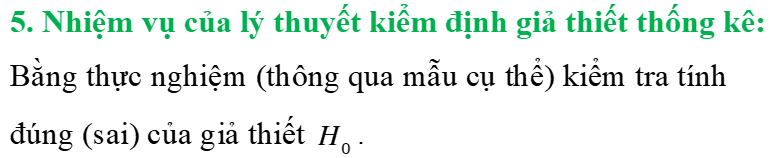 5. Nhiệm vụ của lý thuyết kiểm định giả thiết thống kê:
Bằng thực nghiệm (thông qua mẫu cụ thể) kiểm tra tính
đúng (sai) của giả thiết H₀ .